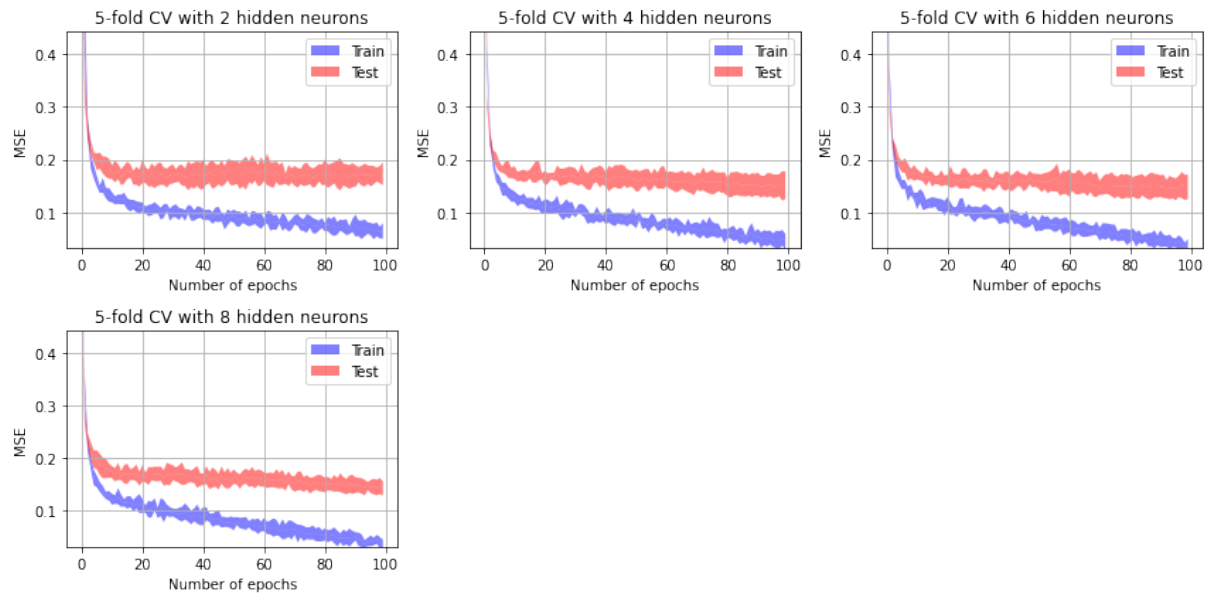 5-fold CV with 2 hidden neurons
0.4
0.3
0.2
0.1
MSE
Train
Test
0 20 40 60 80 100
Number of epochs
5-fold CV with 4 hidden neurons
0.4
0.3
0.2
0.1
MSE
Train
Test
0 20 40 60 80 100
Number of epochs
5-fold CV with 6 hidden neurons
0.4
0.3
0.2
0.1
MSE
Train
Test
0 20 40 60 80 100
Number of epochs
5-fold CV with 8 hidden neurons
0.4
0.3
0.2
0.1
MSE
Train
Test
0 20 40 60 80 100
Number of epochs